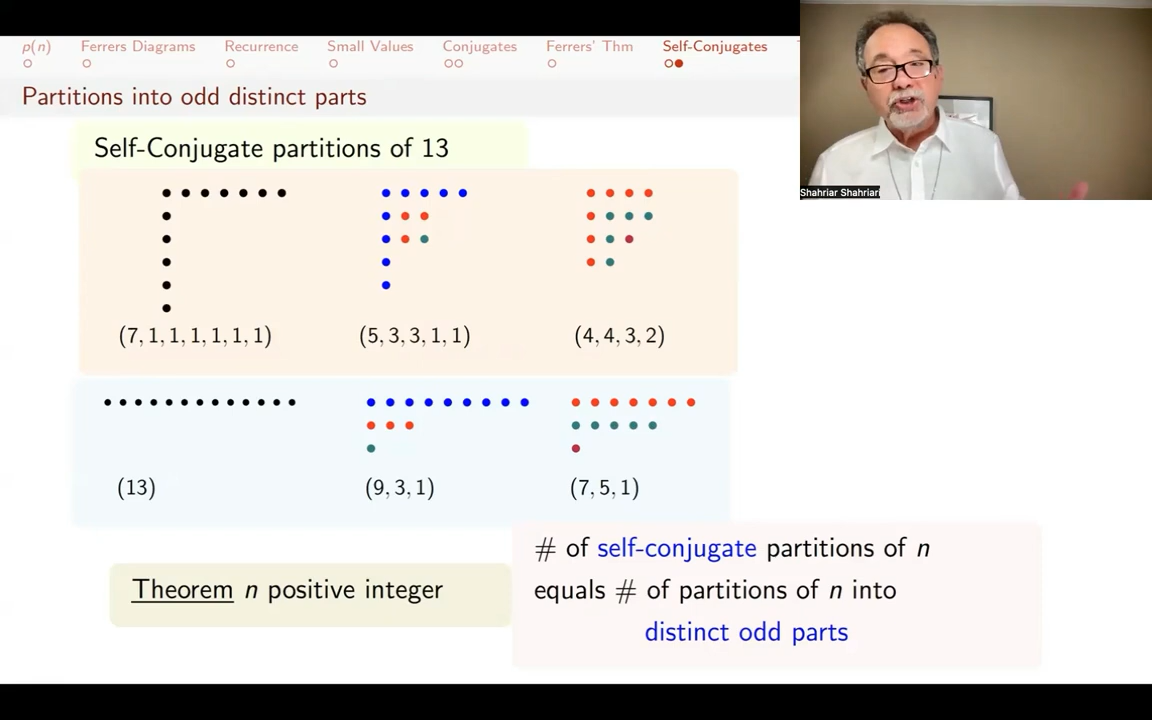 p(n) Ferrers Diagrams Recurrence Small Values Conjugates Ferrers' Thm Self-Conjugates
Partitions into odd distinct parts
Shahriar Shahriari
Self-Conjugate partitions of 13
(7, 1, 1, 1, 1, 1, 1) (5, 3, 3, 1, 1) (4, 4, 3, 2)
(13) (9, 3, 1) (7, 5, 1)
Theorem n positive integer
# of self-conjugate partitions of n
equals # of partitions of n into
distinct odd parts